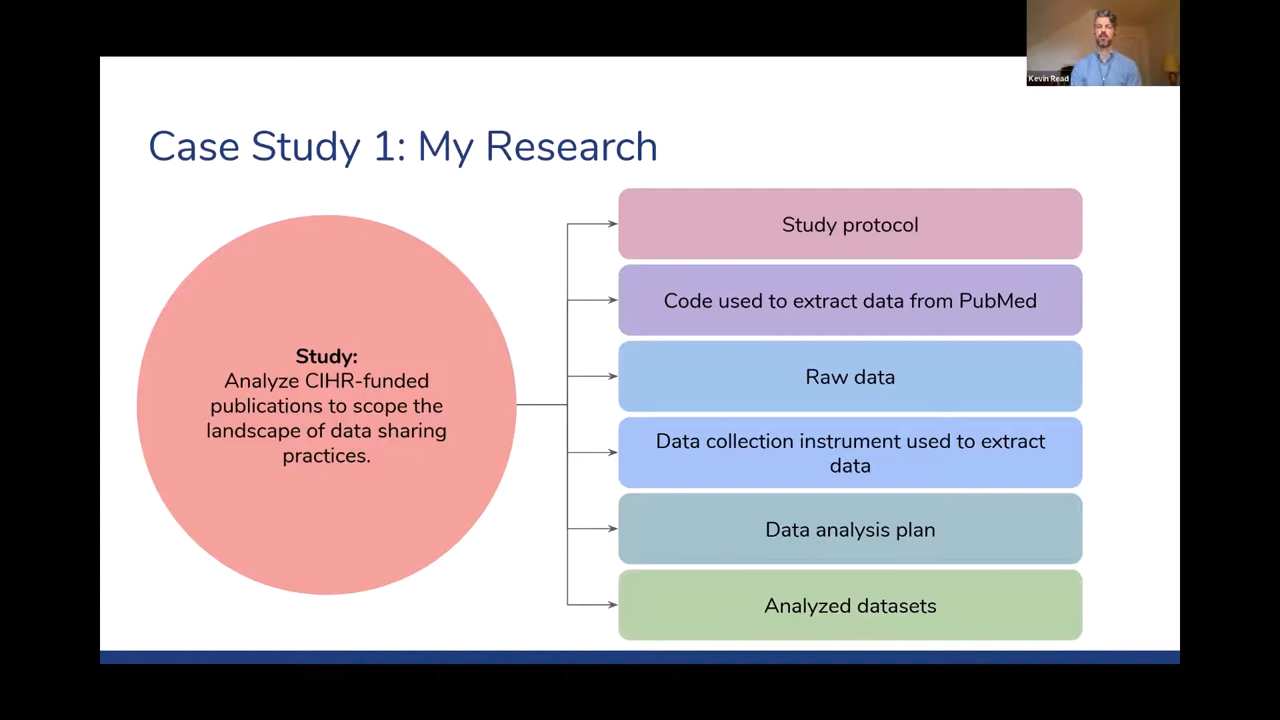 Kevin Read
Case Study 1: My Research
Study:
Analyze CIHR-funded
publications to scope the
landscape of data sharing
practices.
Study protocol
Code used to extract data from PubMed
Raw data
Data collection instrument used to extract
data
Data analysis plan
Analyzed datasets